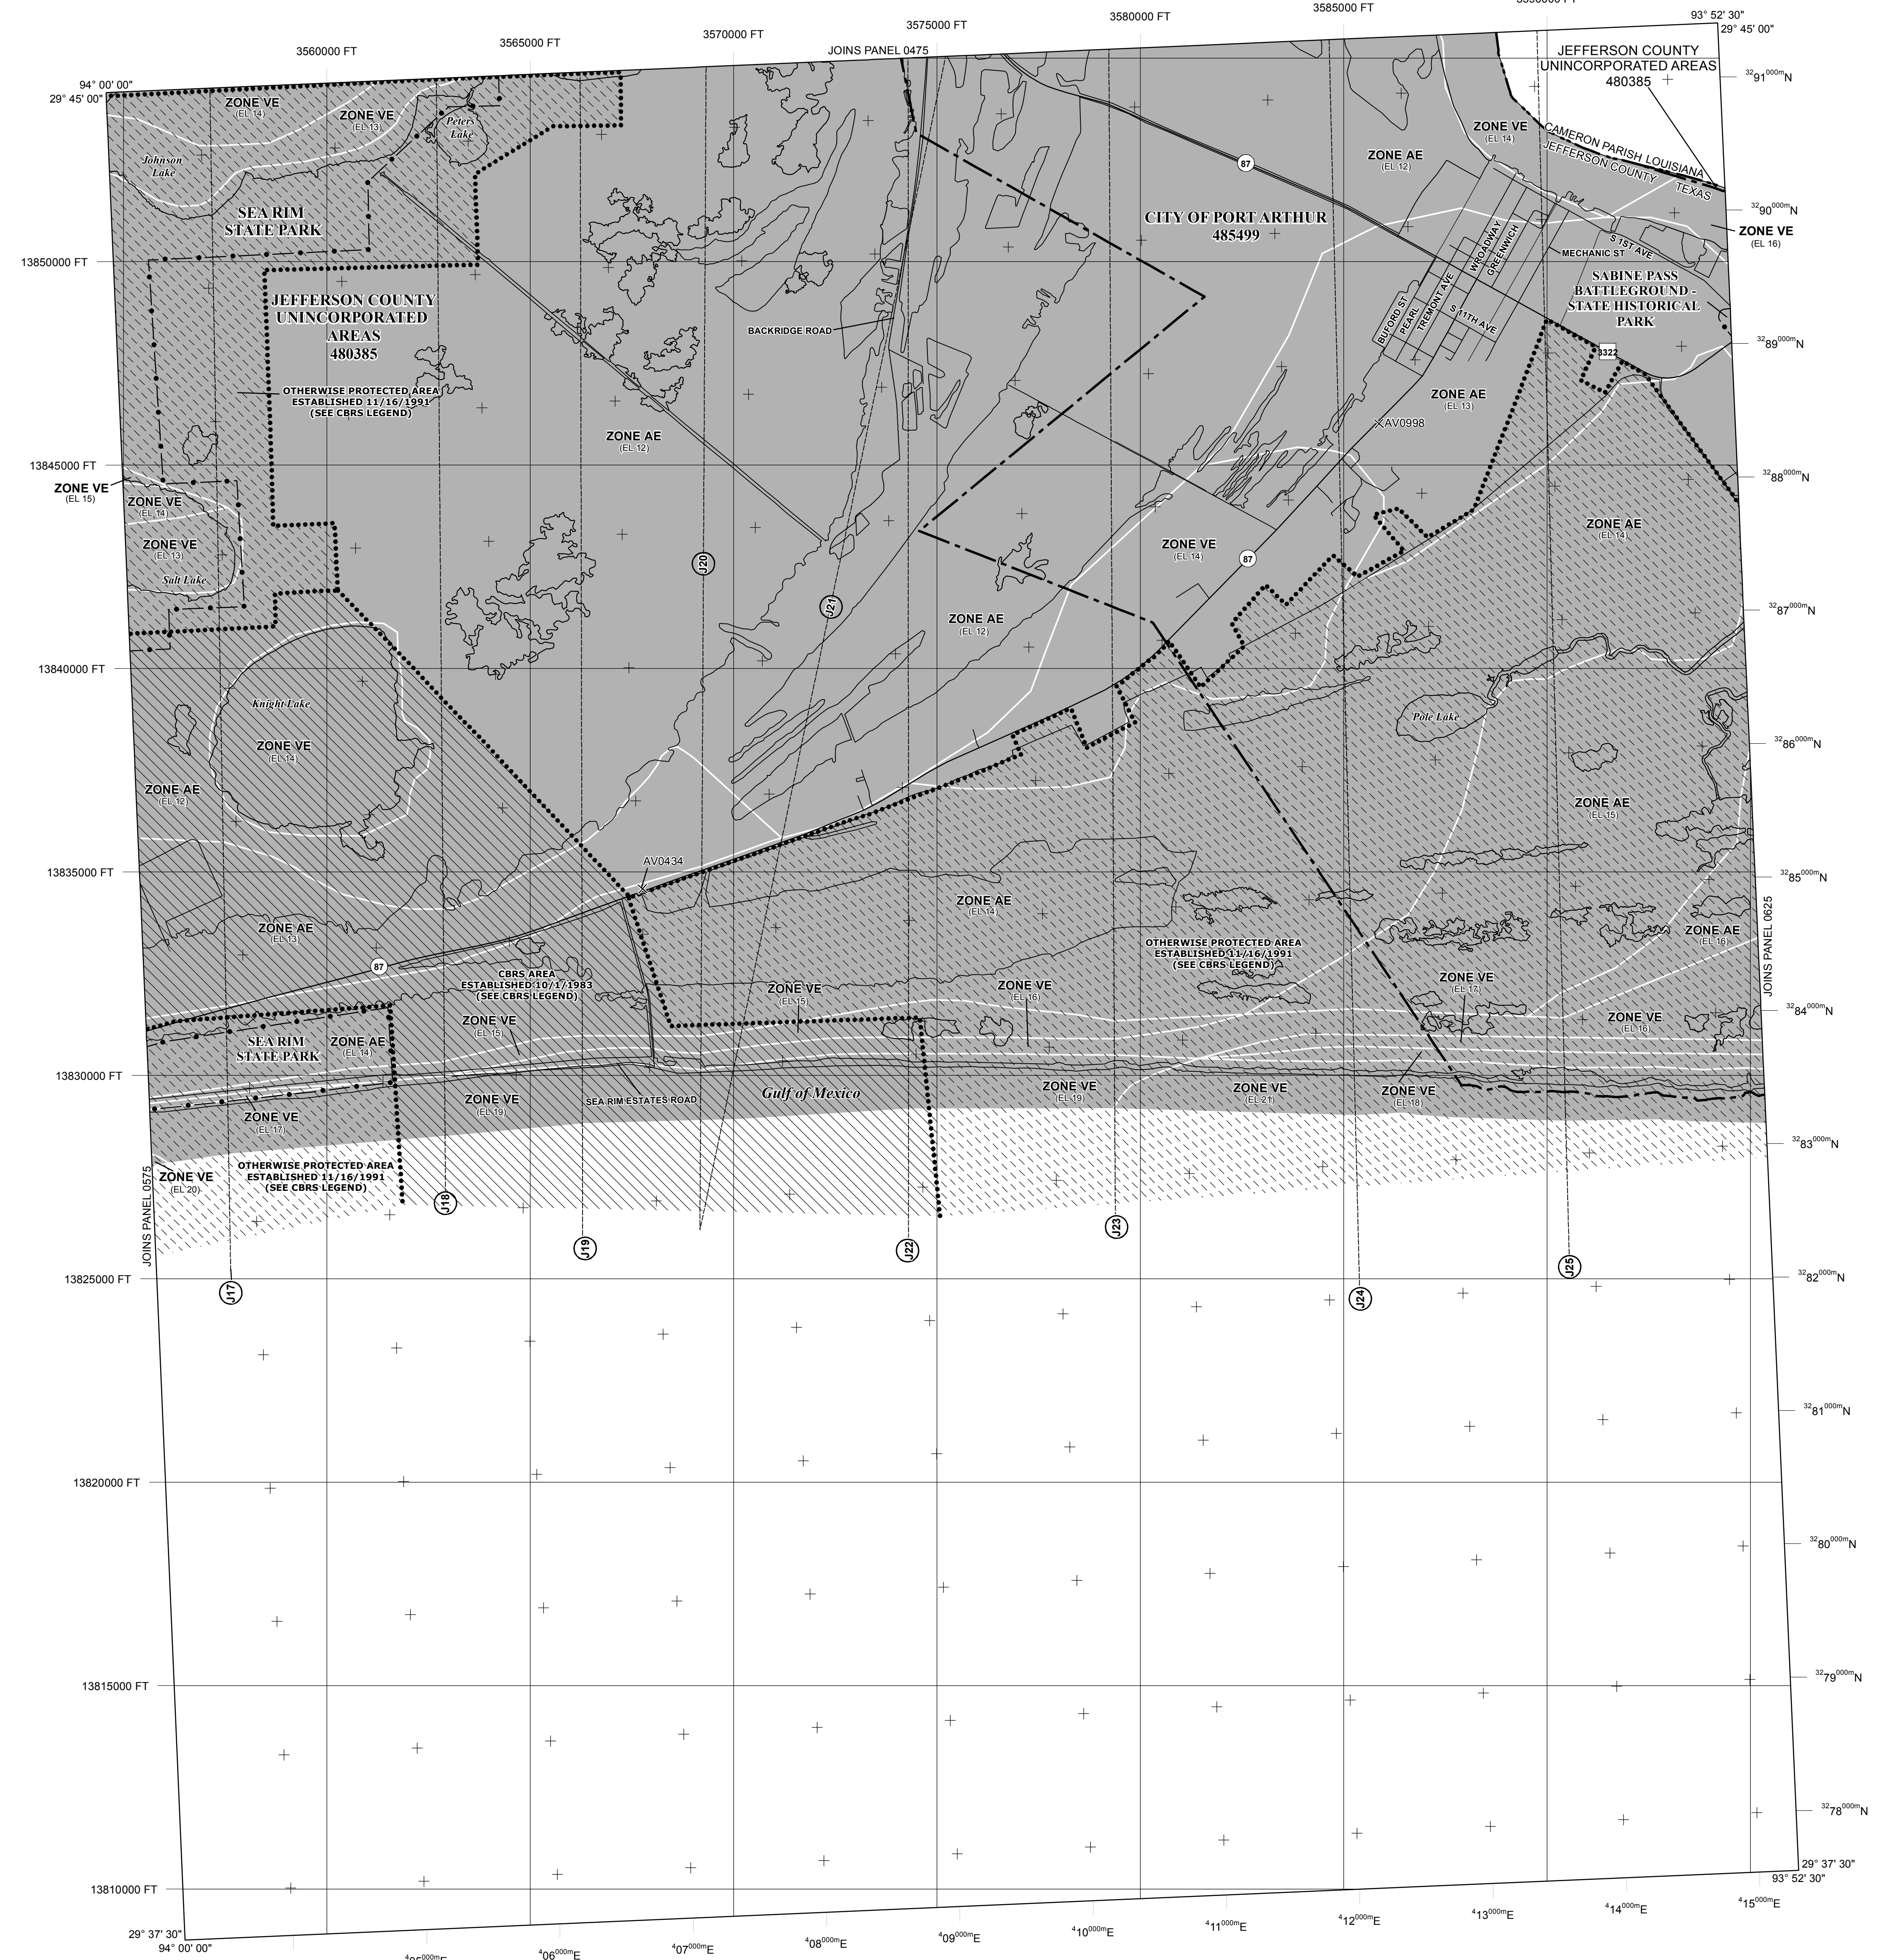 3575000 FT
3580000 FT
3585000 FT
93° 52' 30"
29° 45' 00"
3560000 FT
3565000 FT
3570000 FT
JOINS PANEL 0475
94° 00' 00"
29° 45' 00"
JEFFERSON COUNTY
UNINCORPORATED AREAS
480385
3291000mN
ZONE VE
(EL 14)
ZONE VE
(EL 13)
Peters
Lake
Johnson
Lake
ZONE VE
(EL 14)
CAMERON PARISH LOUISIANA
JEFFERSON COUNTY
TEXAS
ZONE AE
(EL 12)
87
SEA RIM
STATE PARK
CITY OF PORT ARTHUR
485499
3290000mN
ZONE VE
(EL 16)
WROADWAY
GREENWICH
S 1ST AVE
MECHANIC ST
13850000 FT
SABINE PASS
BATTLEGROUND -
STATE HISTORICAL
PARK
JEFFERSON COUNTY
UNINCORPORATED
AREAS
480385
BACKRIDGE ROAD
BUFORD ST
PEARL
TREMONT AVE
S 11TH AVE
3322
3289000mN
OTHERWISE PROTECTED AREA
ESTABLISHED 11/16/1991
(SEE CBRS LEGEND)
ZONE AE
(EL 13)
AV0998
ZONE AE
(EL 12)
13845000 FT
3288000mN
ZONE VE
(EL 15)
ZONE VE
(EL 14)
ZONE VE
(EL 13)
Salt Lake
ZONE AE
(EL 14)
ZONE VE
(EL 14)
87
J20
J21
ZONE AE
(EL 12)
3287000mN
13840000 FT
Knight Lake
ZONE VE
(EL 14)
Pole Lake
3286000mN
ZONE AE
(EL 12)
ZONE AE
(EL 15)
13835000 FT
AV0434
3285000mN
ZONE AE
(EL 14)
ZONE AE
(EL 13)
ZONE AE
(EL 16)
JOINS PANEL 0625
OTHERWISE PROTECTED AREA
ESTABLISHED 11/16/1991
(SEE CBRS LEGEND)
87
CBRS AREA
ESTABLISHED 10/1/1983
(SEE CBRS LEGEND)
ZONE VE
(EL 15)
ZONE VE
(EL 16)
ZONE VE
(EL 17)
3284000mN
ZONE VE
(EL 15)
ZONE VE
(EL 16)
SEA RIM
STATE PARK
ZONE AE
(EL 14)
13830000 FT
Gulf of Mexico
ZONE VE
(EL 19)
SEA RIM ESTATES ROAD
ZONE VE
(EL 19)
ZONE VE
(EL 21)
ZONE VE
(EL 18)
ZONE VE
(EL 17)
3283000mN
JOINS PANEL 0575
ZONE VE
(EL 20)
OTHERWISE PROTECTED AREA
ESTABLISHED 11/16/1991
(SEE CBRS LEGEND)
J18
J19
J22
J23
J25
J17
J24
13825000 FT
3282000mN
3281000mN
13820000 FT
3280000mN
13815000 FT
3279000mN
3278000mN
13810000 FT
29° 37' 30"
93° 52' 30"
29° 37' 30"
94° 00' 00"
406000mE
407000mE
408000mE
409000mE
410000mE
411000mE
412000mE
413000mE
414000mE
415000mE